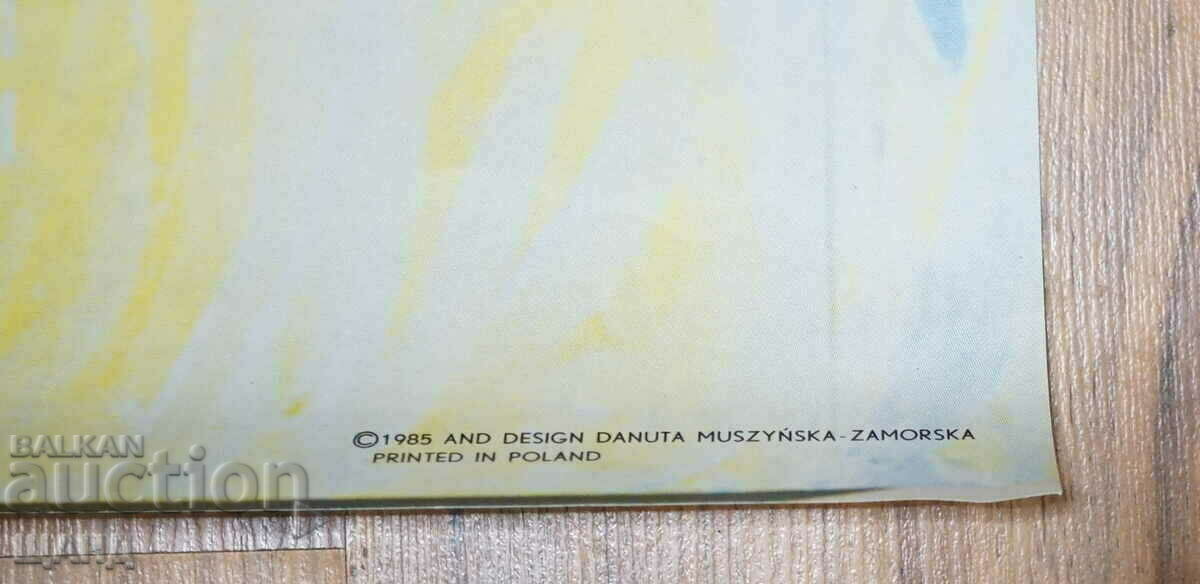 ©1985 AND DESIGN DANUTA MUSZYŃSKA-ZAMORSKA
PRINTED IN POLAND
BALKAN
auction